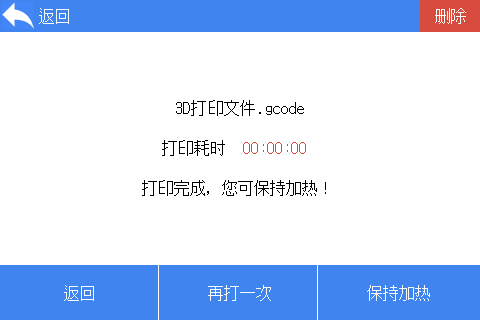 返回
删除
3D打印文件.gcode
打印耗时 00:00:00
打印完成, 您可保持加热!
返回
再打一次
保持加热